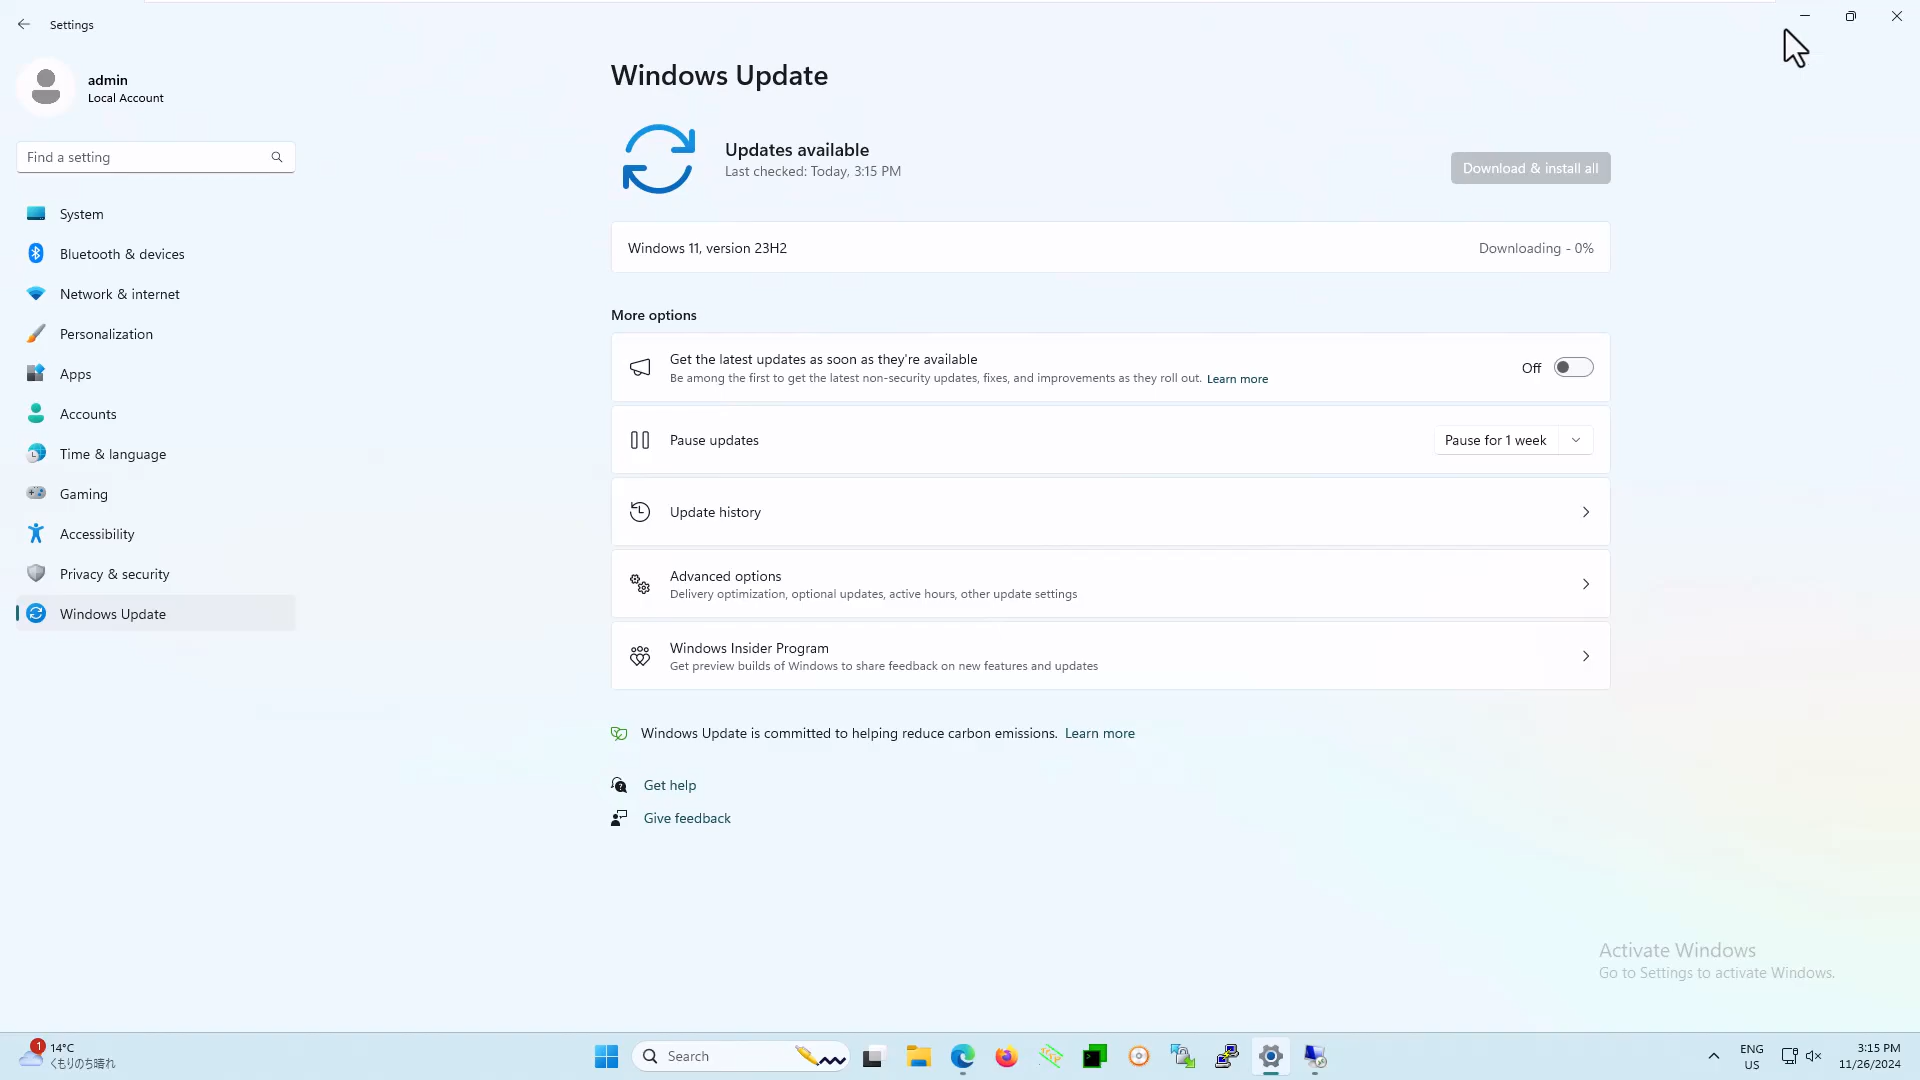 Settings
admin
Local Account
Find a setting
System
Bluetooth & devices
Network & internet
Personalization
Apps
Accounts
Time & language
Gaming
Accessibility
Privacy & security
Windows Update
Windows Update
Updates available
Last checked: Today, 3:15 PM
Download & install all
Windows 11, version 23H2
Downloading - 0%
More options
Get the latest updates as soon as they're available
Be among the first to get the latest non-security updates, fixes, and improvements as they roll out. Learn more
Off
Pause updates
Pause for 1 week
Update history
Advanced options
Delivery optimization, optional updates, active hours, other update settings
Windows Insider Program
Get preview builds of Windows to share feedback on new features and updates
Windows Update is committed to helping reduce carbon emissions. Learn more
Get help
Give feedback
Activate Windows
Go to Settings to activate Windows.
1
14°C
くもりのち晴れ
Search
ENG
US
3:15 PM
11/26/2024